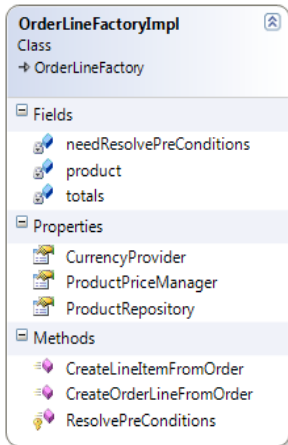 OrderLineFactoryImpl
Class
OrderLineFactory
Fields
needResolvePreConditions
product
totals
Properties
CurrencyProvider
ProductPriceManager
ProductRepository
Methods
CreateLineItemFromOrder
CreateOrderLineFromOrder
ResolvePreConditions